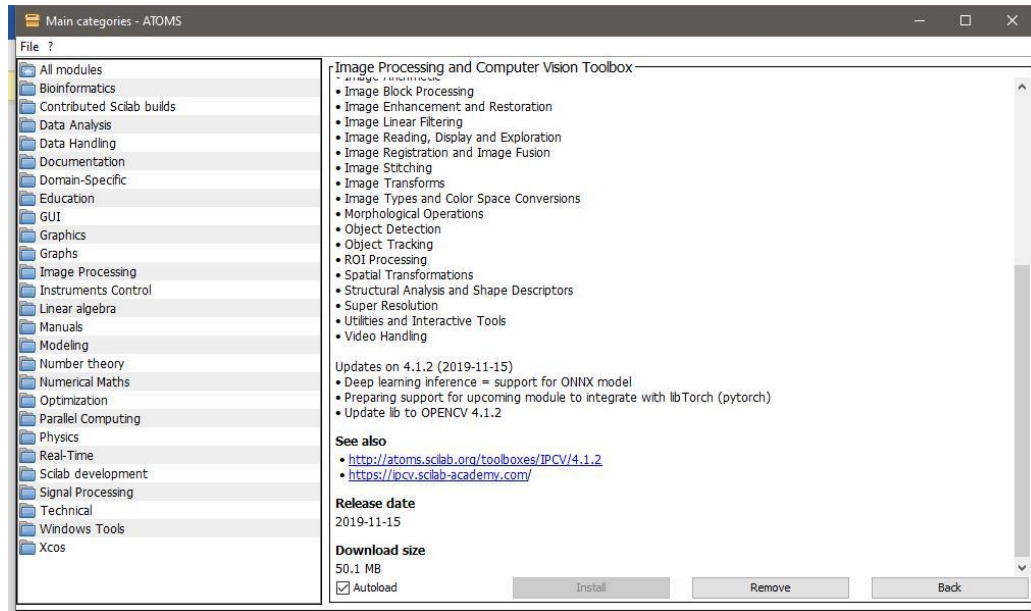 Main categories - ATOMS
File ?
All modules
Bioinformatics
Contributed Scilab builds
Data Analysis
Data Handling
Documentation
Domain-Specific
Education
GUI
Graphics
Graphs
Image Processing
Instruments Control
Linear algebra
Manuals
Modeling
Number theory
Numerical Maths
Optimization
Parallel Computing
Physics
Real-Time
Scilab development
Signal Processing
Technical
Windows Tools
Xcos
Image Processing and Computer Vision Toolbox
• Image Arithmetic
• Image Block Processing
• Image Enhancement and Restoration
• Image Linear Filtering
• Image Reading, Display and Exploration
• Image Registration and Image Fusion
• Image Stitching
• Image Transforms
• Image Types and Color Space Conversions
• Morphological Operations
• Object Detection
• Object Tracking
• ROI Processing
• Spatial Transformations
• Structural Analysis and Shape Descriptors
• Super Resolution
• Utilities and Interactive Tools
• Video Handling
Updates on 4.1.2 (2019-11-15)
• Deep learning inference = support for ONNX model
• Preparing support for upcoming module to integrate with libTorch (pytorch)
• Update lib to OPENCV 4.1.2
See also
• http://atoms.scilab.org/toolboxes/IPCV/4.1.2
• https://ipcv.scilab-academy.com/
Release date
2019-11-15
Download size
50.1 MB
Autoload
Install
Remove
Back